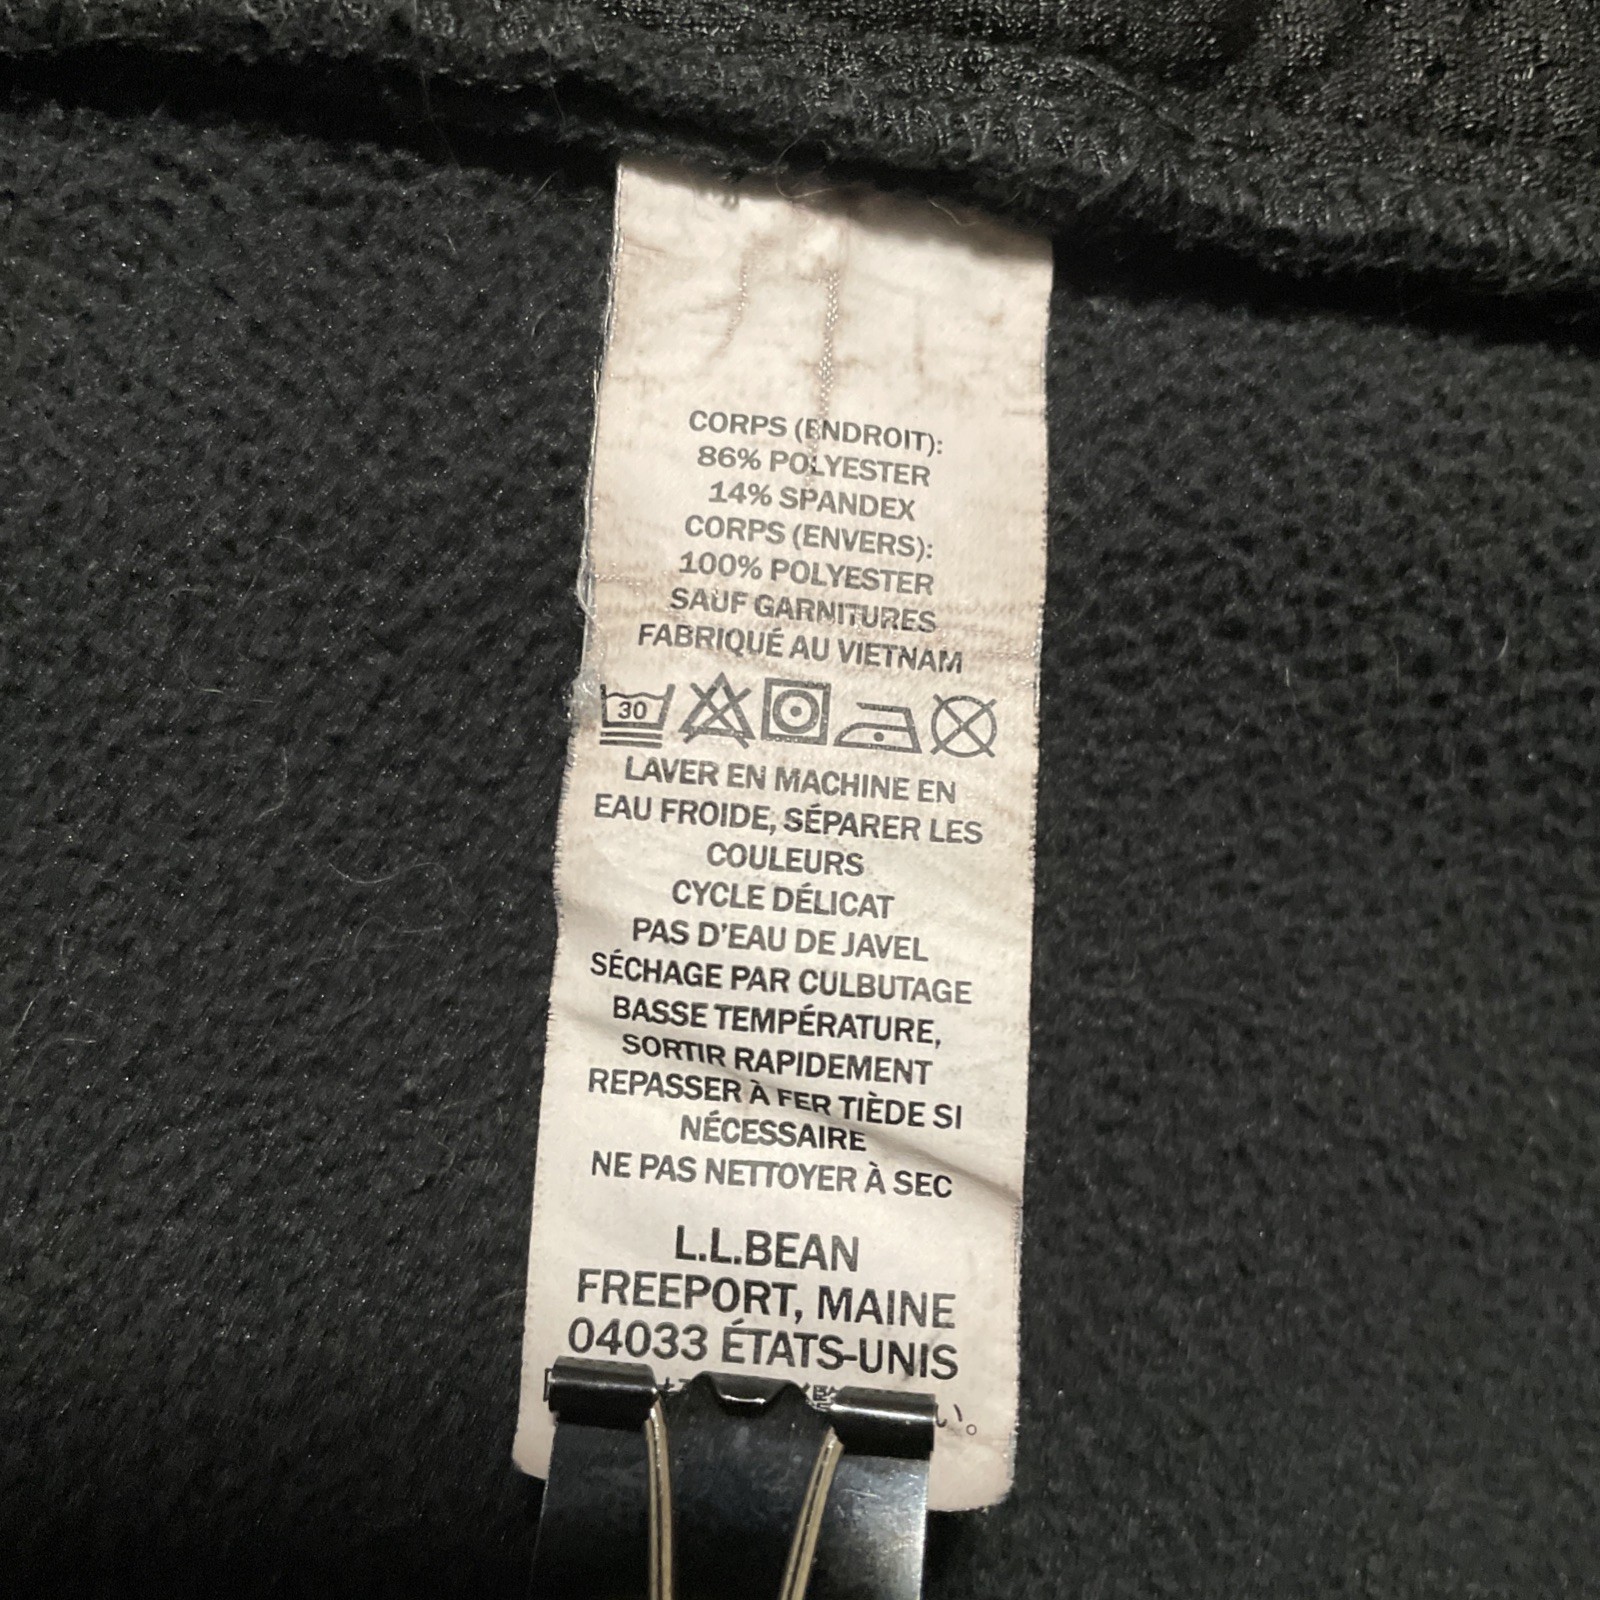 CORPS (ENDROIT):
86% POLYESTER
14% SPANDEX
CORPS (ENVERS):
100% POLYESTER
SAUF GARNITURES
FABRIQUÉ AU VIETNAM
30
LAVER EN MACHINE EN
EAU FROIDE, SÉPARER LES
COULEURS
CYCLE DÉLICAT
PAS D'EAU DE JAVEL
SÉCHAGE PAR CULBUTAGE
BASSE TEMPÉRATURE,
SORTIR RAPIDEMENT
REPASSER À FER TIÈDE SI
NÉCESSAIRE
NE PAS NETTOYER À SEC
L.L.BEAN
FREEPORT, MAINE
04033 ÉTATS-UNIS